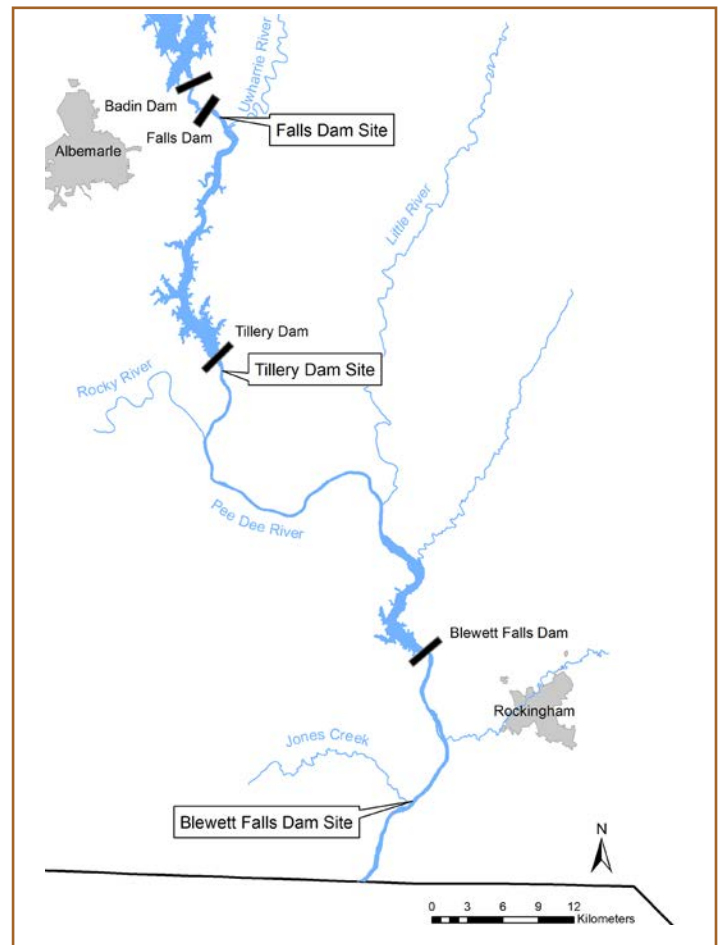 Uwharrie River
Badin Dam
Falls Dam Site
Falls Dam
Albemarle
Little River
Tillery Dam
Tillery Dam Site
Rocky River
Pee Dee River
Blewett Falls Dam
Rockingham
Jones Creek
Blewett Falls Dam Site
N
0 3 6 9 12
Kilometers